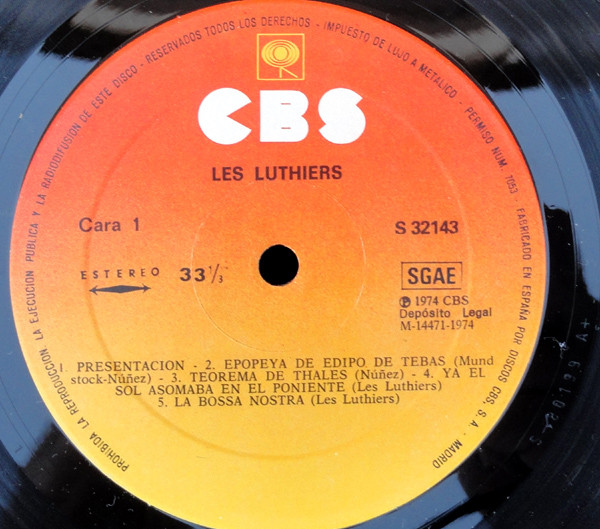 PROHIBIDA LA REPRODUCCION, LA EJECUCION PUBLICA Y LA RADIODIFUSION DE ESTE DISCO - RESERVADOS TODOS LOS DERECHOS - IMPUESTO DE LUJO A METALICO - PERMISO NUM. 7053 - FABRICADO EN ESPAÑA POR DISCOS CBS, S. A. - MADRID
CBS
LES LUTHIERS
Cara 1
S 32143
ESTEREO
33 1/3
SGAE
℗ 1974 CBS
Depósito Legal
M-14471-1974
1. PRESENTACION - 2. EPOPEYA DE EDIPO DE TEBAS (Mund
stock-Núñez) - 3. TEOREMA DE THALES (Núñez) - 4. YA EL
SOL ASOMABA EN EL PONIENTE (Les Luthiers)
5. LA BOSSA NOSTRA (Les Luthiers)